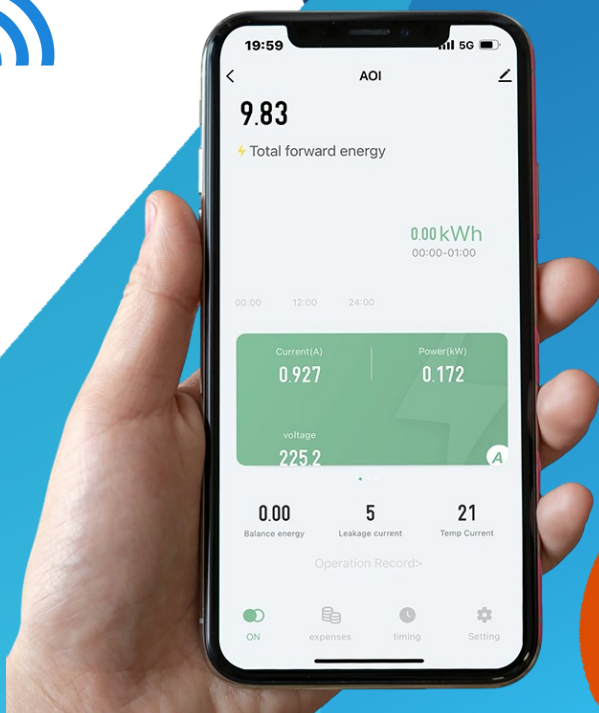 19:59
5G
AOI
9.83
Total forward energy
0.00 kWh
00:00-01:00
00:00 12:00 24:00
Current(A) Power(kW)
0.927 0.172
voltage
225.2
A
0.00 5 21
Balance energy Leakage current Temp Current
Operation Record>
ON expenses timing Setting